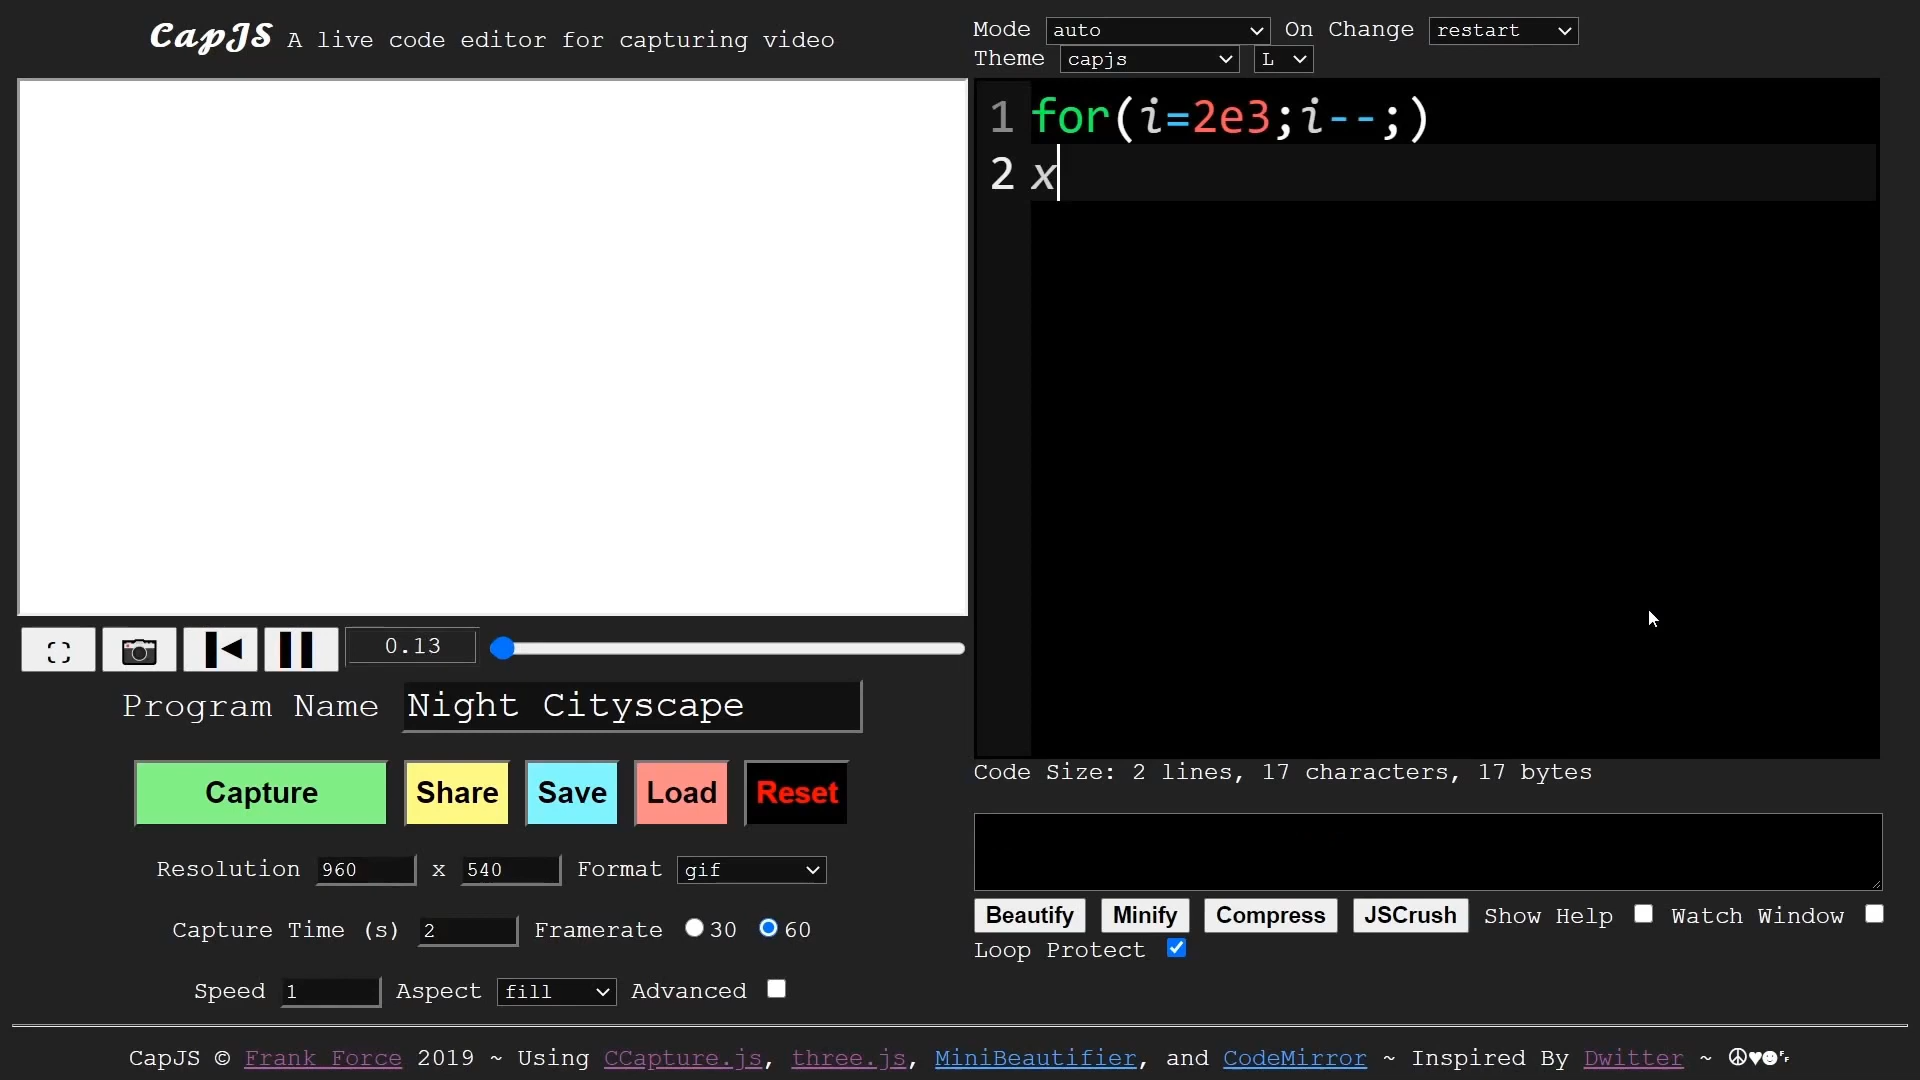 CapJS A live code editor for capturing video
Mode auto On Change restart
Theme capjs L
1 for(i=2e3;i--;)
2 x
0.13
Program Name Night Cityscape
Capture Share Save Load Reset
Resolution 960 x 540 Format gif
Capture Time (s) 2 Framerate 30 60
Speed 1 Aspect fill Advanced
Code Size: 2 lines, 17 characters, 17 bytes
Beautify Minify Compress JSCrush Show Help Watch Window
Loop Protect
CapJS © Frank Force 2019 ~ Using CCapture.js, three.js, MiniBeautifier, and CodeMirror ~ Inspired By Dwitter ~ ☮♥☻